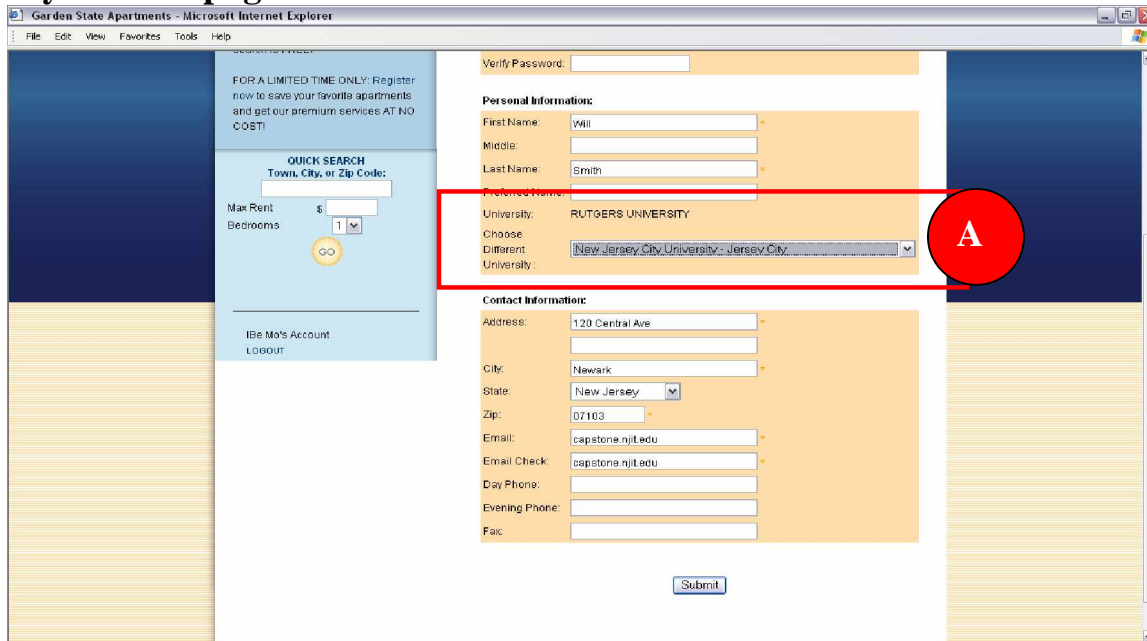 Garden State Apartments - Microsoft Internet Explorer
File Edit View Favorites Tools Help
FOR A LIMITED TIME ONLY: Register
now to save your favorite apartments
and get our premium services AT NO
COST!
QUICK SEARCH
Town, City, or Zip Code:
Max Rent $
Bedrooms 1
GO
IBe Mo's Account
LOGOUT
Verify Password:
Personal Information:
First Name: Will *
Middle:
Last Name: Smith *
Preferred Name:
University: RUTGERS UNIVERSITY
Choose
Different New Jersey City University - Jersey City
University:
A
Contact Information:
Address: 120 Central Ave *
City: Newark *
State: New Jersey
Zip: 07103 *
Email: capstone.njit.edu *
Email Check: capstone.njit.edu *
Day Phone:
Evening Phone:
Fax:
Submit